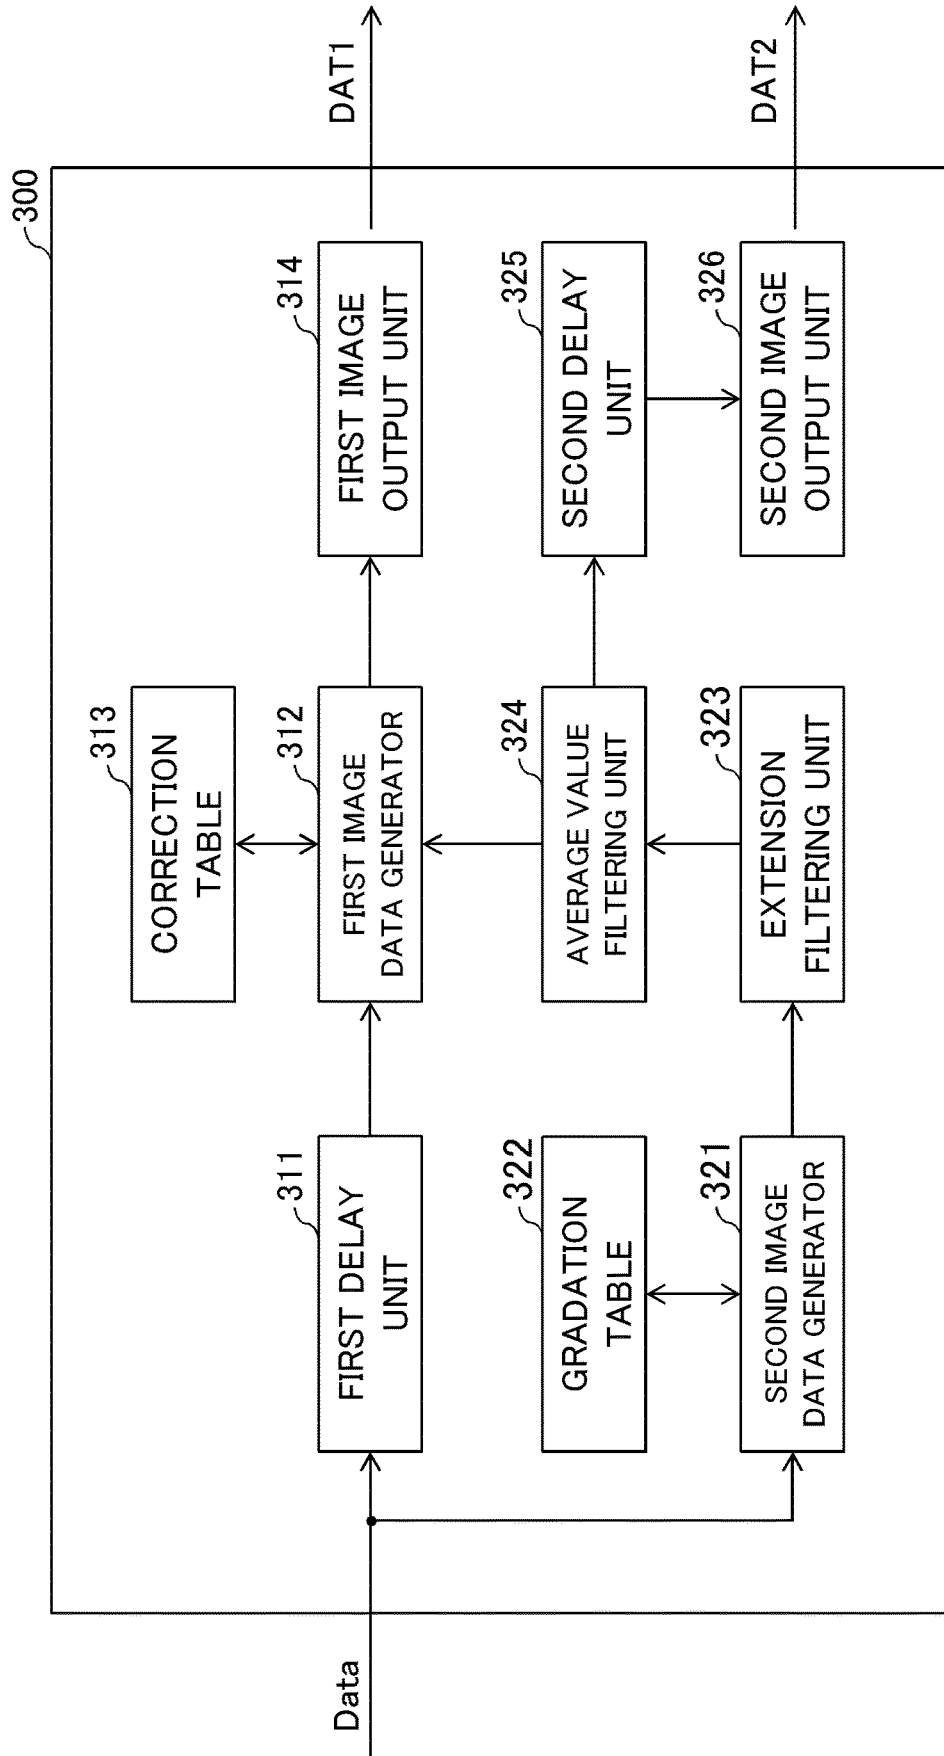 300
Data
311
FIRST DELAY
UNIT
313
CORRECTION
TABLE
312
FIRST IMAGE
DATA GENERATOR
314
FIRST IMAGE
OUTPUT UNIT
DAT1
322
GRADATION
TABLE
324
AVERAGE VALUE
FILTERING UNIT
325
SECOND DELAY
UNIT
321
SECOND IMAGE
DATA GENERATOR
323
EXTENSION
FILTERING UNIT
326
SECOND IMAGE
OUTPUT UNIT
DAT2